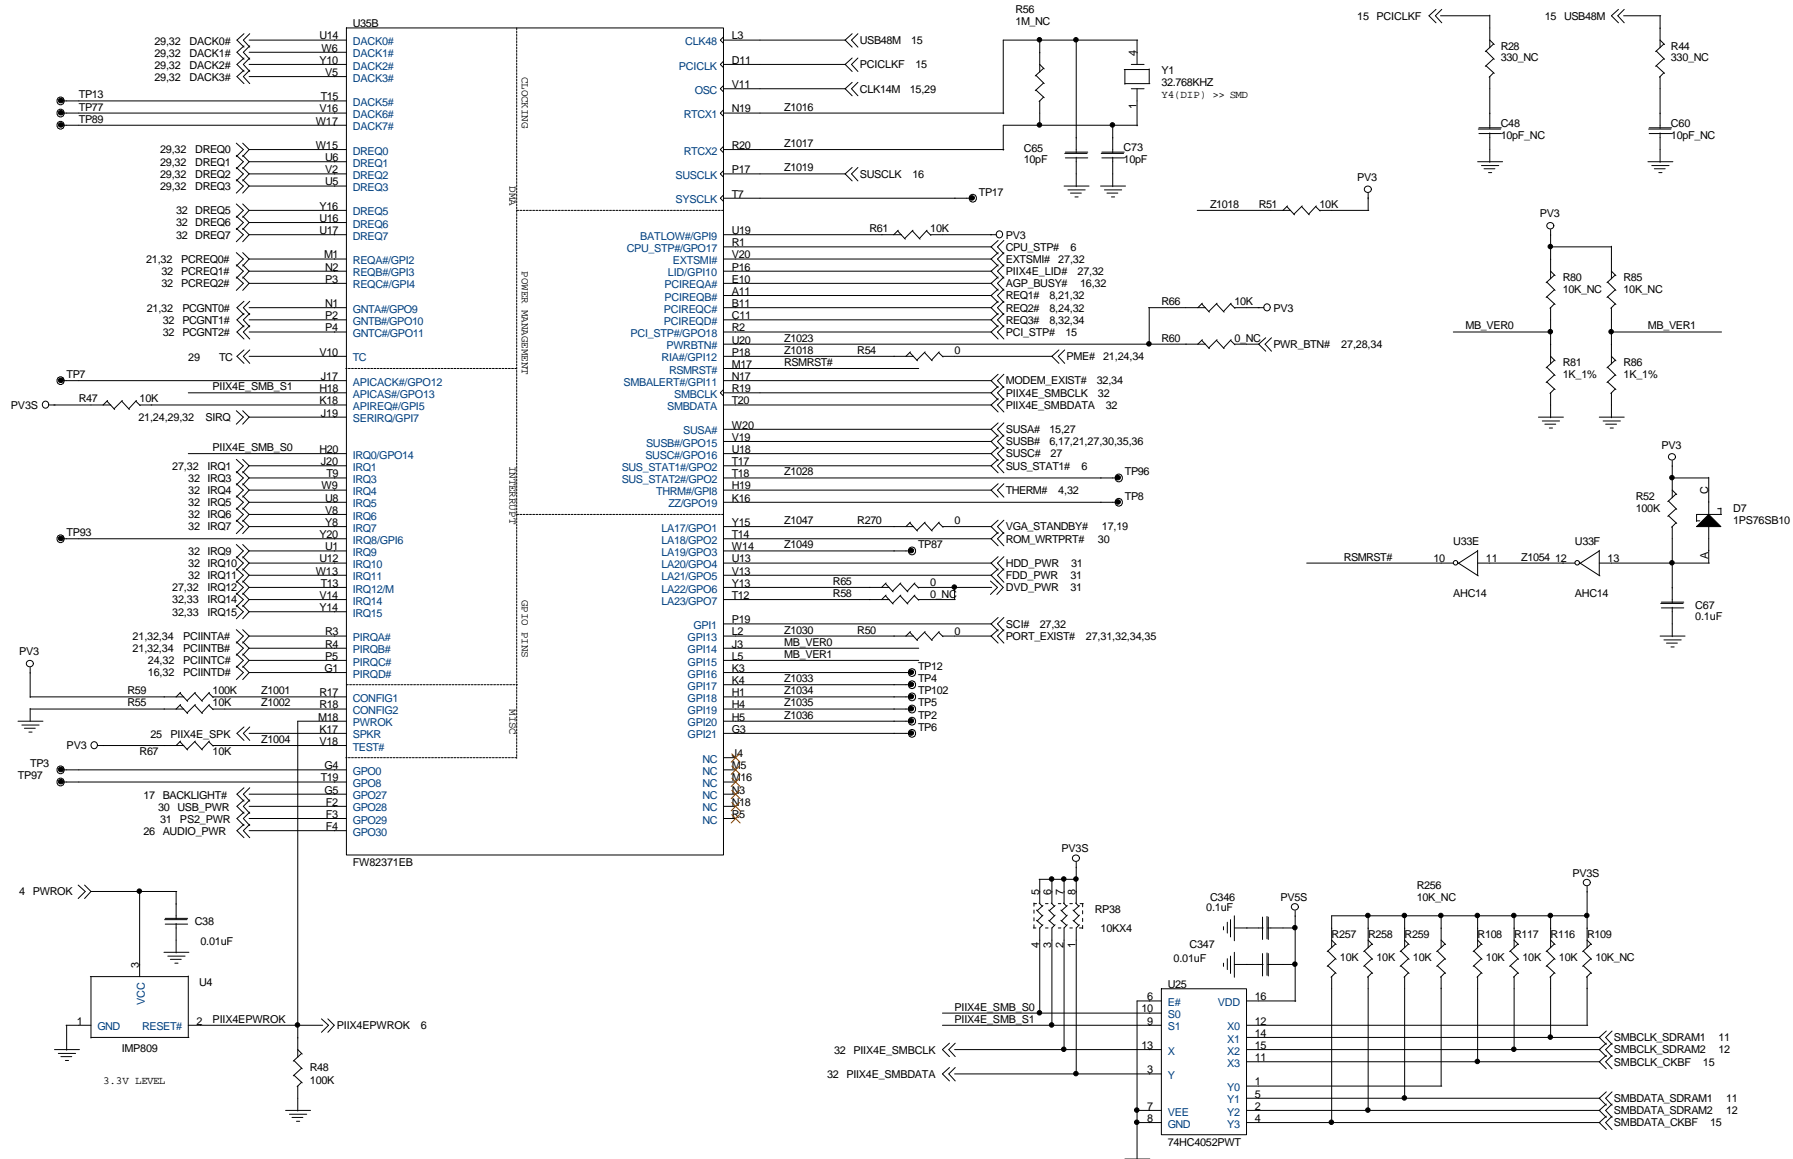 U35B
29,32 DACK0# U14 DACK0#
29,32 DACK1# W6 DACK1#
29,32 DACK2# Y10 DACK2#
29,32 DACK3# V5 DACK3#
TP13 T15 DACK5#
TP77 V16 DACK6#
TP89 W17 DACK7#
29,32 DREQ0 W15 DREQ0
29,32 DREQ1 U6 DREQ1
29,32 DREQ2 V2 DREQ2
29,32 DREQ3 U5 DREQ3
32 DREQ5 Y16 DREQ5
32 DREQ6 U16 DREQ6
32 DREQ7 U17 DREQ7
21,32 PCREQ0# M1 REQA#/GPI2
32 PCREQ1# N2 REQB#/GPI3
32 PCREQ2# P3 REQC#/GPI4
21,32 PCGNT0# N1 GNTA#/GPO9
32 PCGNT1# P2 GNTB#/GPO10
32 PCGNT2# P4 GNTC#/GPO11
29 TC V10 TC
TP7 J17 APICACK#/GPO12
PIIX4E_SMB_S1 H18 APICAS#/GPO13
PV3S R47 10K K18 APIREQ#/GPI5
21,24,29,32 SIRQ J19 SERIRQ/GPI7
PIIX4E_SMB_S0 H20 IRQ0/GPO14
27,32 IRQ1 J20 IRQ1
32 IRQ3 T9 IRQ3
32 IRQ4 W9 IRQ4
32 IRQ5 U8 IRQ5
32 IRQ6 V8 IRQ6
32 IRQ7 Y8 IRQ7
TP93 Y20 IRQ8/GPI6
32 IRQ9 U1 IRQ9
32 IRQ10 U12 IRQ10
32 IRQ11 W13 IRQ11
27,32 IRQ12 T13 IRQ12/M
32,33 IRQ14 V14 IRQ14
32,33 IRQ15 Y14 IRQ15
21,32,34 PCIINTA# R3 PIRQA#
21,32,34 PCIINTB# R4 PIRQB#
24,32 PCIINTC# P5 PIRQC#
16,32 PCIINTD# G1 PIRQD#
PV3
R59 100K Z1001 R17 CONFIG1
R55 10K Z1002 R18 CONFIG2
M18 PWROK
25 PIIX4E_SPK K17 SPKR
PV3 R67 10K Z1004 V18 TEST#
TP3 G4 GPO0
TP97 T19 GPO8
17 BACKLIGHT# G5 GPO27
30 USB_PWR F2 GPO28
31 PS2_PWR F3 GPO29
26 AUDIO_PWR F4 GPO30
FW82371EB
CLOCKING
DMA
POWER MANAGEMENT
INTERRUPT
GPIO PINS
MISC
CLK48 L3 USB48M 15
PCICLK D11 PCICLKF 15
OSC V11 CLK14M 15,29
RTCX1 N19 Z1016
RTCX2 R20 Z1017
SUSCLK P17 Z1019 SUSCLK 16
SYSCLK T7 TP17
R56
1M_NC
4
1
Y1
32.768KHZ
Y4(DIP) >> SMD
C65
10pF
C73
10pF
BATLOW#/GPI9 U19 R61 10K PV3
CPU_STP#/GPO17 R1 CPU_STP# 6
EXTSMI# V20 EXTSMI# 27,32
LID/GPI10 P16 PIIX4E_LID# 27,32
PCIREQA# E10 AGP_BUSY# 16,32
PCIREQB# A11 REQ1# 8,21,32
PCIREQC# B11 REQ2# 8,24,32
PCIREQD# C11 REQ3# 8,32,34
PCI_STP#/GPO18 R2 PCI_STP# 15
R66 10K PV3
PWRBTN# U20 Z1023 R60 0_NC PWR_BTN# 27,28,34
RIA#/GPI12 P18 Z1018 R54 0 PME# 21,24,34
RSMRST# M17 RSMRST#
SMBALERT#/GPI11 N17 MODEM_EXIST# 32,34
SMBCLK R19 PIIX4E_SMBCLK 32
SMBDATA T20 PIIX4E_SMBDATA 32
SUSA# W20 SUSA# 15,27
SUSB#/GPO15 V19 SUSB# 6,17,21,27,30,35,36
SUSC#/GPO16 U18 SUSC# 27
SUS_STAT1#/GPO2 T17 SUS_STAT1# 6
SUS_STAT2#/GPO2 T18 Z1028 TP96
THRM#/GPI8 H19 THERM# 4,32
ZZ/GPO19 K16 TP8
LA17/GPO1 Y15 Z1047 R270 0 VGA_STANDBY# 17,19
LA18/GPO2 T14 ROM_WRTPRT# 30
LA19/GPO3 W14 Z1049 TP87
LA20/GPO4 U13 HDD_PWR 31
LA21/GPO5 V13 FDD_PWR 31
LA22/GPO6 Y13 R65 0 DVD_PWR 31
LA23/GPO7 T12 R58 0_NC
GPI1 P19 SCI# 27,32
GPI13 L2 Z1030 R50 0 PORT_EXIST# 27,31,32,34,35
GPI14 J3 MB_VER0
GPI15 L5 MB_VER1
GPI16 K3 TP12
GPI17 K4 Z1033 TP4
GPI18 H1 Z1034 TP102
GPI19 H4 Z1035 TP5
GPI20 H5 Z1036 TP2
GPI21 G3 TP6
NC J4
NC M5
NC M16
NC N3
NC N18
NC R5
15 PCICLKF
R28
330_NC
C48
10pF_NC
15 USB48M
R44
330_NC
C60
10pF_NC
PV3
Z1018 R51 10K
PV3
R80
10K_NC
R85
10K_NC
MB_VER0
MB_VER1
R81
1K_1%
R86
1K_1%
PV3
R52
100K
C
A
D7
1PS76SB10
RSMRST# 10 U33E 11 Z1054 12 U33F 13
AHC14
AHC14
C67
0.1uF
4 PWROK
C38
0.01uF
3
U4
VCC
1 GND RESET# 2 PIIX4EPWROK
PIIX4EPWROK 6
IMP809
R48
100K
3.3V LEVEL
PV3S
5 6 7 8
RP38
10KX4
4 3 2 1
C346
0.1uF
PV5S
C347
0.01uF
R256
10K_NC
PV3S
R257 R258 R259 R108 R117 R116 R109
10K 10K 10K 10K 10K 10K 10K_NC
U25
6 E# VDD 16
PIIX4E_SMB_S0 10 S0
PIIX4E_SMB_S1 9 S1
X0 12
X1 14 SMBCLK_SDRAM1 11
32 PIIX4E_SMBCLK 13 X X2 15 SMBCLK_SDRAM2 12
X3 11 SMBCLK_CKBF 15
32 PIIX4E_SMBDATA 3 Y
Y0 1
Y1 5 SMBDATA_SDRAM1 11
7 VEE Y2 2 SMBDATA_SDRAM2 12
8 GND Y3 4 SMBDATA_CKBF 15
74HC4052PWT